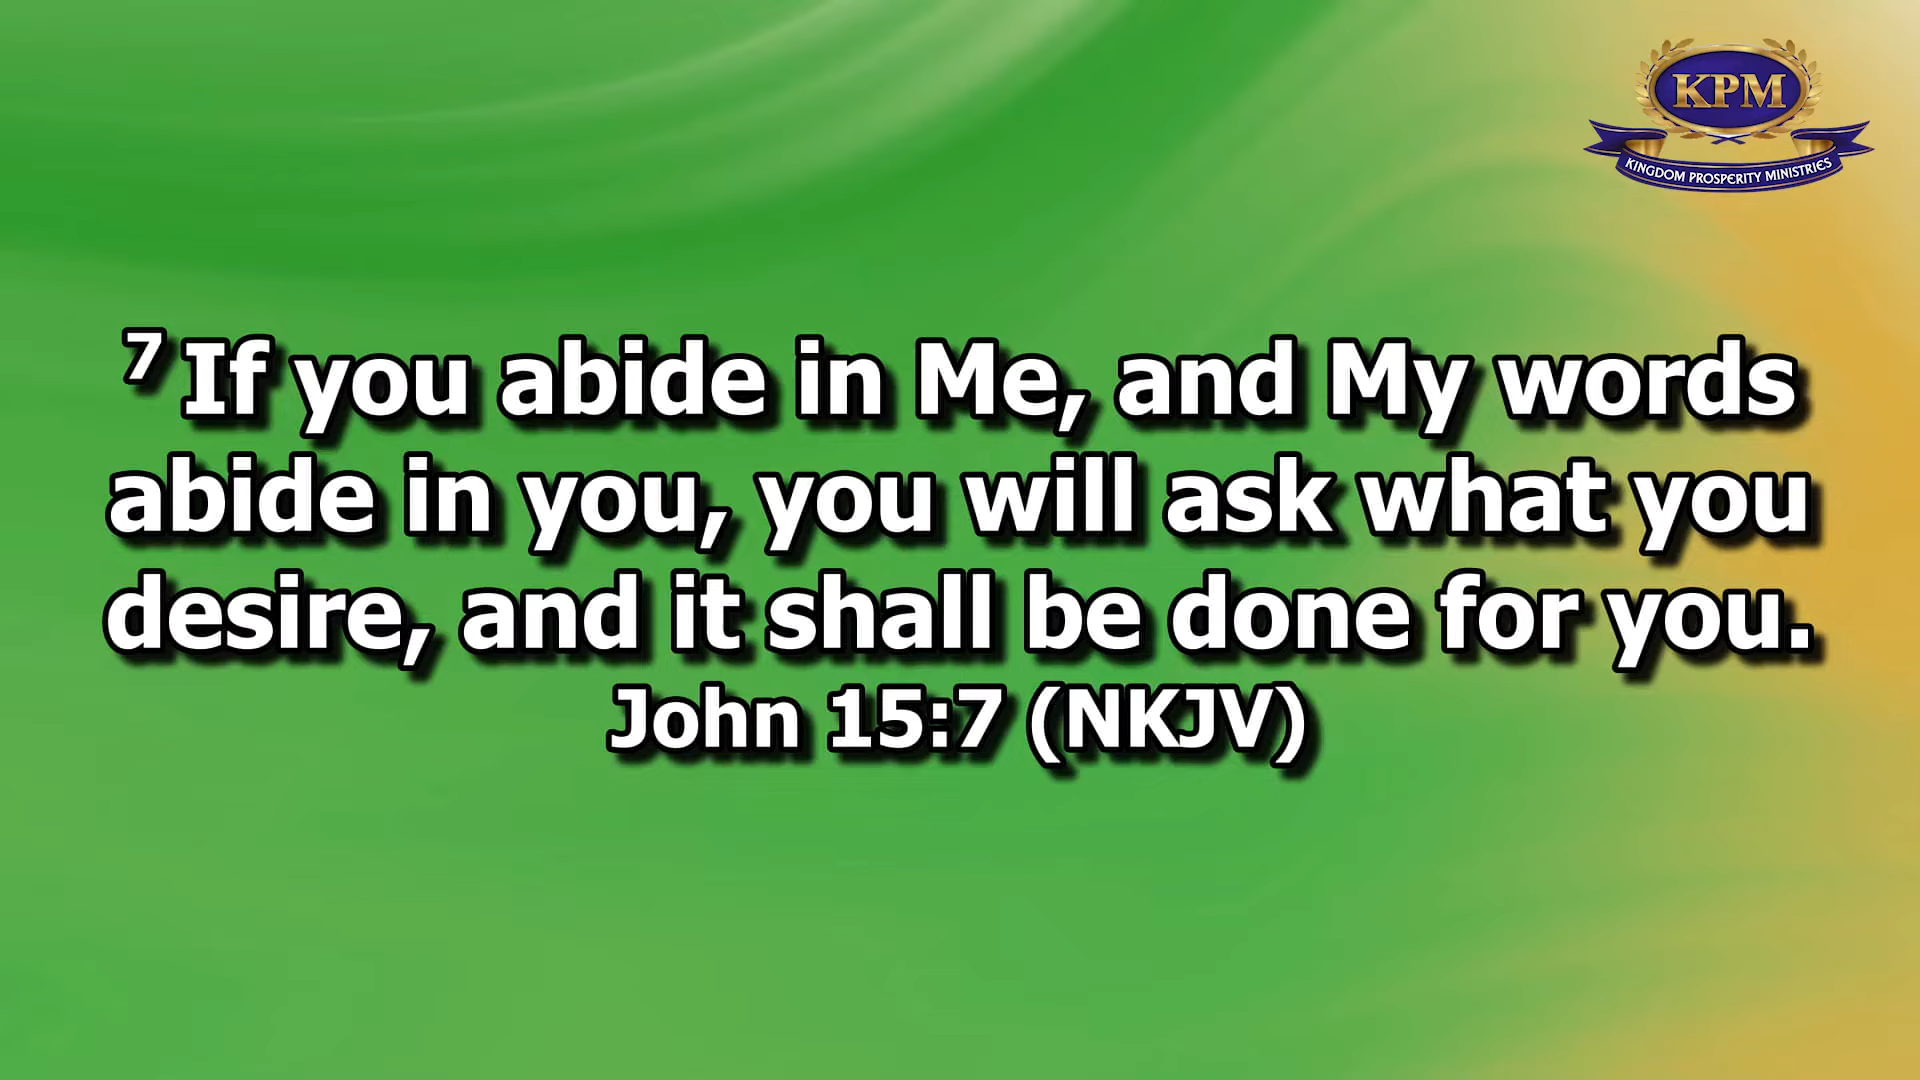 KPM
KINGDOM PROSPERITY MINISTRIES
7 If you abide in Me, and My words
abide in you, you will ask what you
desire, and it shall be done for you.
John 15:7 (NKJV)